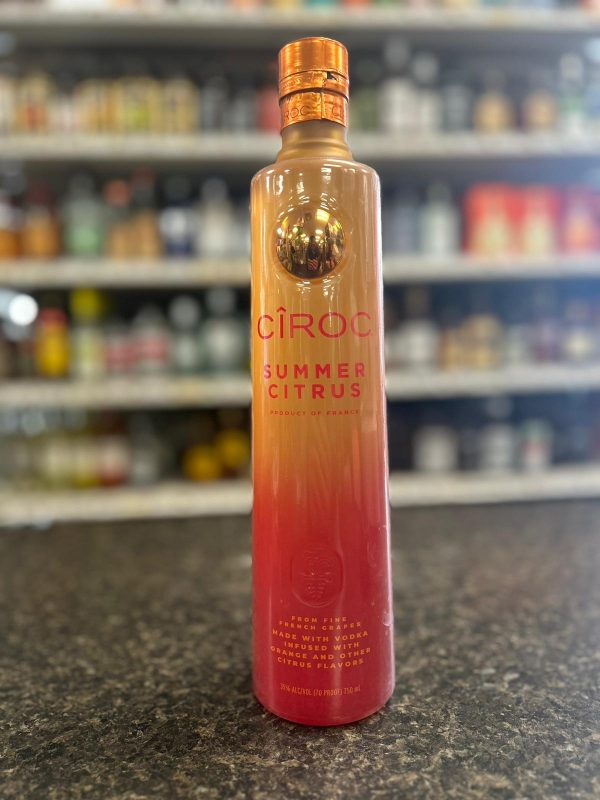 CÎROC
CÎROC
SUMMER
CITRUS
PRODUCT OF FRANCE
FROM FINE
FRENCH GRAPES
MADE WITH VODKA
INFUSED WITH
ORANGE AND OTHER
CITRUS FLAVORS
35% ALC/VOL (70 PROOF) 750 mL